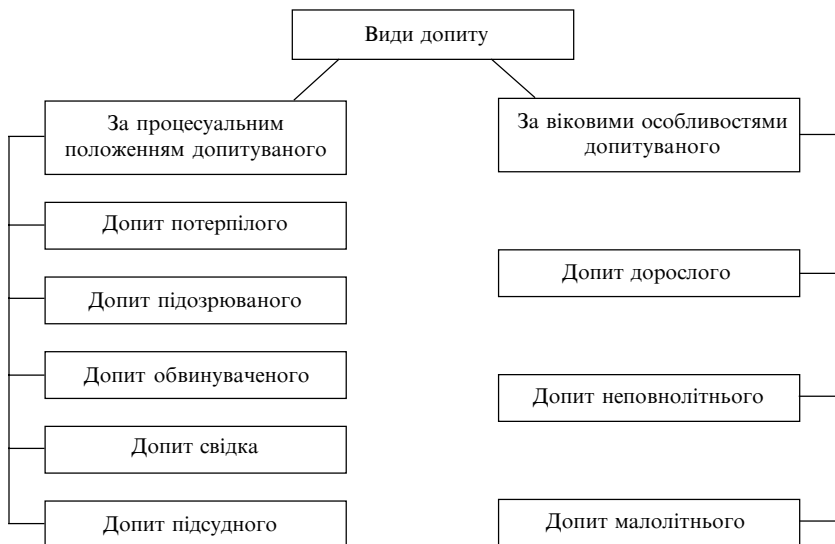 Види допиту
За процесуальним
положенням допитуваного
Допит потерпілого
Допит підозрюваного
Допит обвинуваченого
Допит свідка
Допит підсудного
За віковими особливостями
допитуваного
Допит дорослого
Допит неповнолітнього
Допит малолітнього